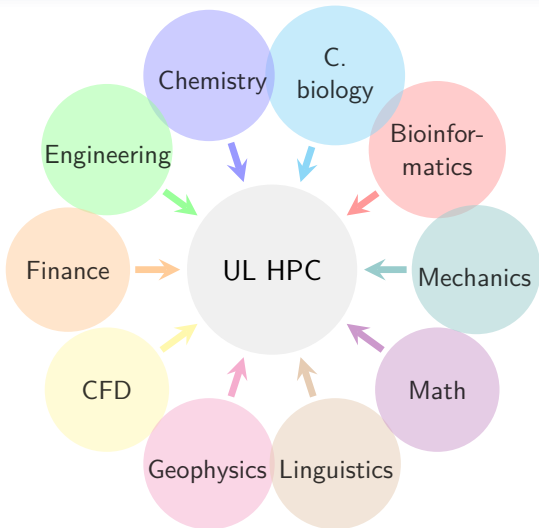 C.
biology
Chemistry
Bioinfor-
matics
Engineering
UL HPC
Finance
Mechanics
CFD
Math
Geophysics
Linguistics